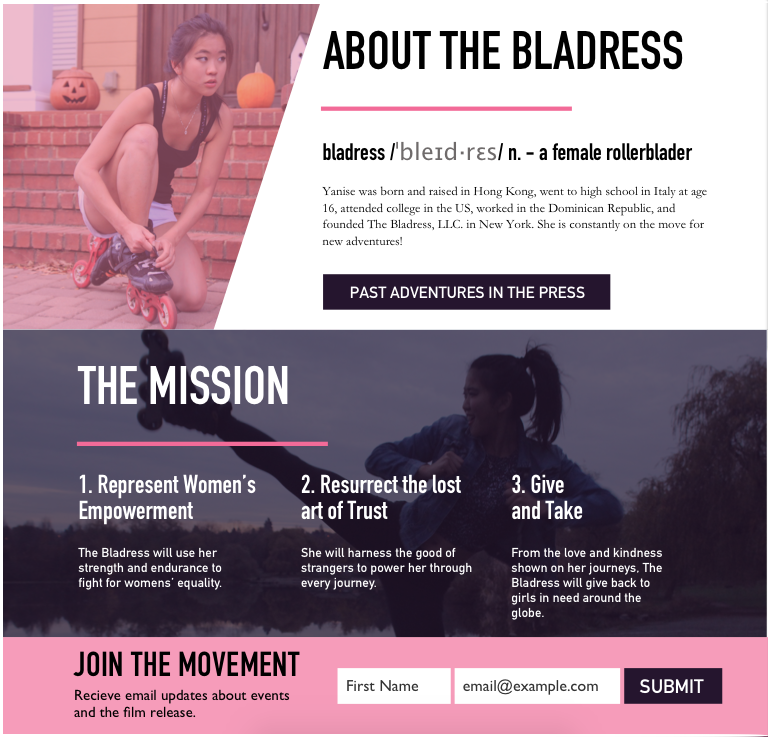 ABOUT THE BLADRESS
bladress /ˈbleɪd·rɛs/ n. - a female rollerblader
Yanise was born and raised in Hong Kong, went to high school in Italy at age
16, attended college in the US, worked in the Dominican Republic, and
founded The Bladress, LLC. in New York. She is constantly on the move for
new adventures!
PAST ADVENTURES IN THE PRESS
THE MISSION
1. Represent Women's
Empowerment
The Bladress will use her
strength and endurance to
fight for womens' equality.
2. Resurrect the lost
art of Trust
She will harness the good of
strangers to power her through
every journey.
3. Give
and Take
From the love and kindness
shown on her journeys, The
Bladress will give back to
girls in need around the
globe.
JOIN THE MOVEMENT
Recieve email updates about events
and the film release.
First Name
email@example.com
SUBMIT